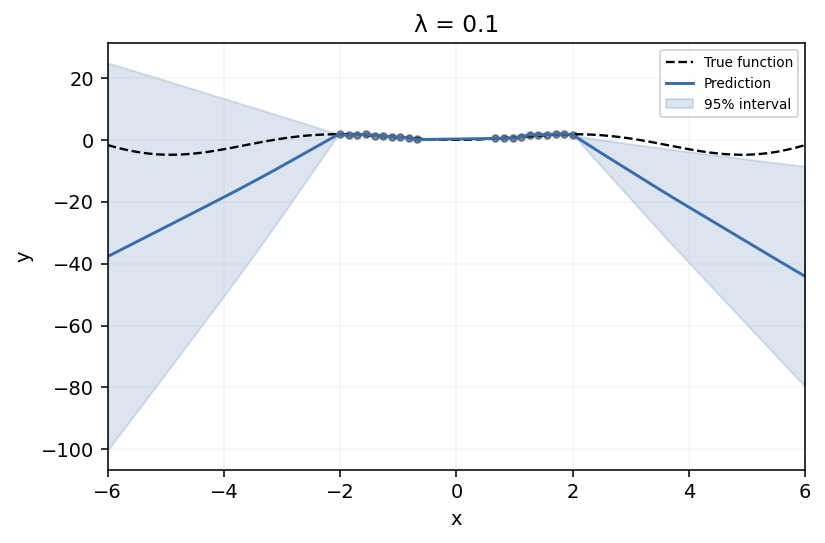 λ = 0.1
True function
Prediction
95% interval
y
20
0
−20
−40
−60
−80
−100
−6
−4
−2
0
2
4
6
x